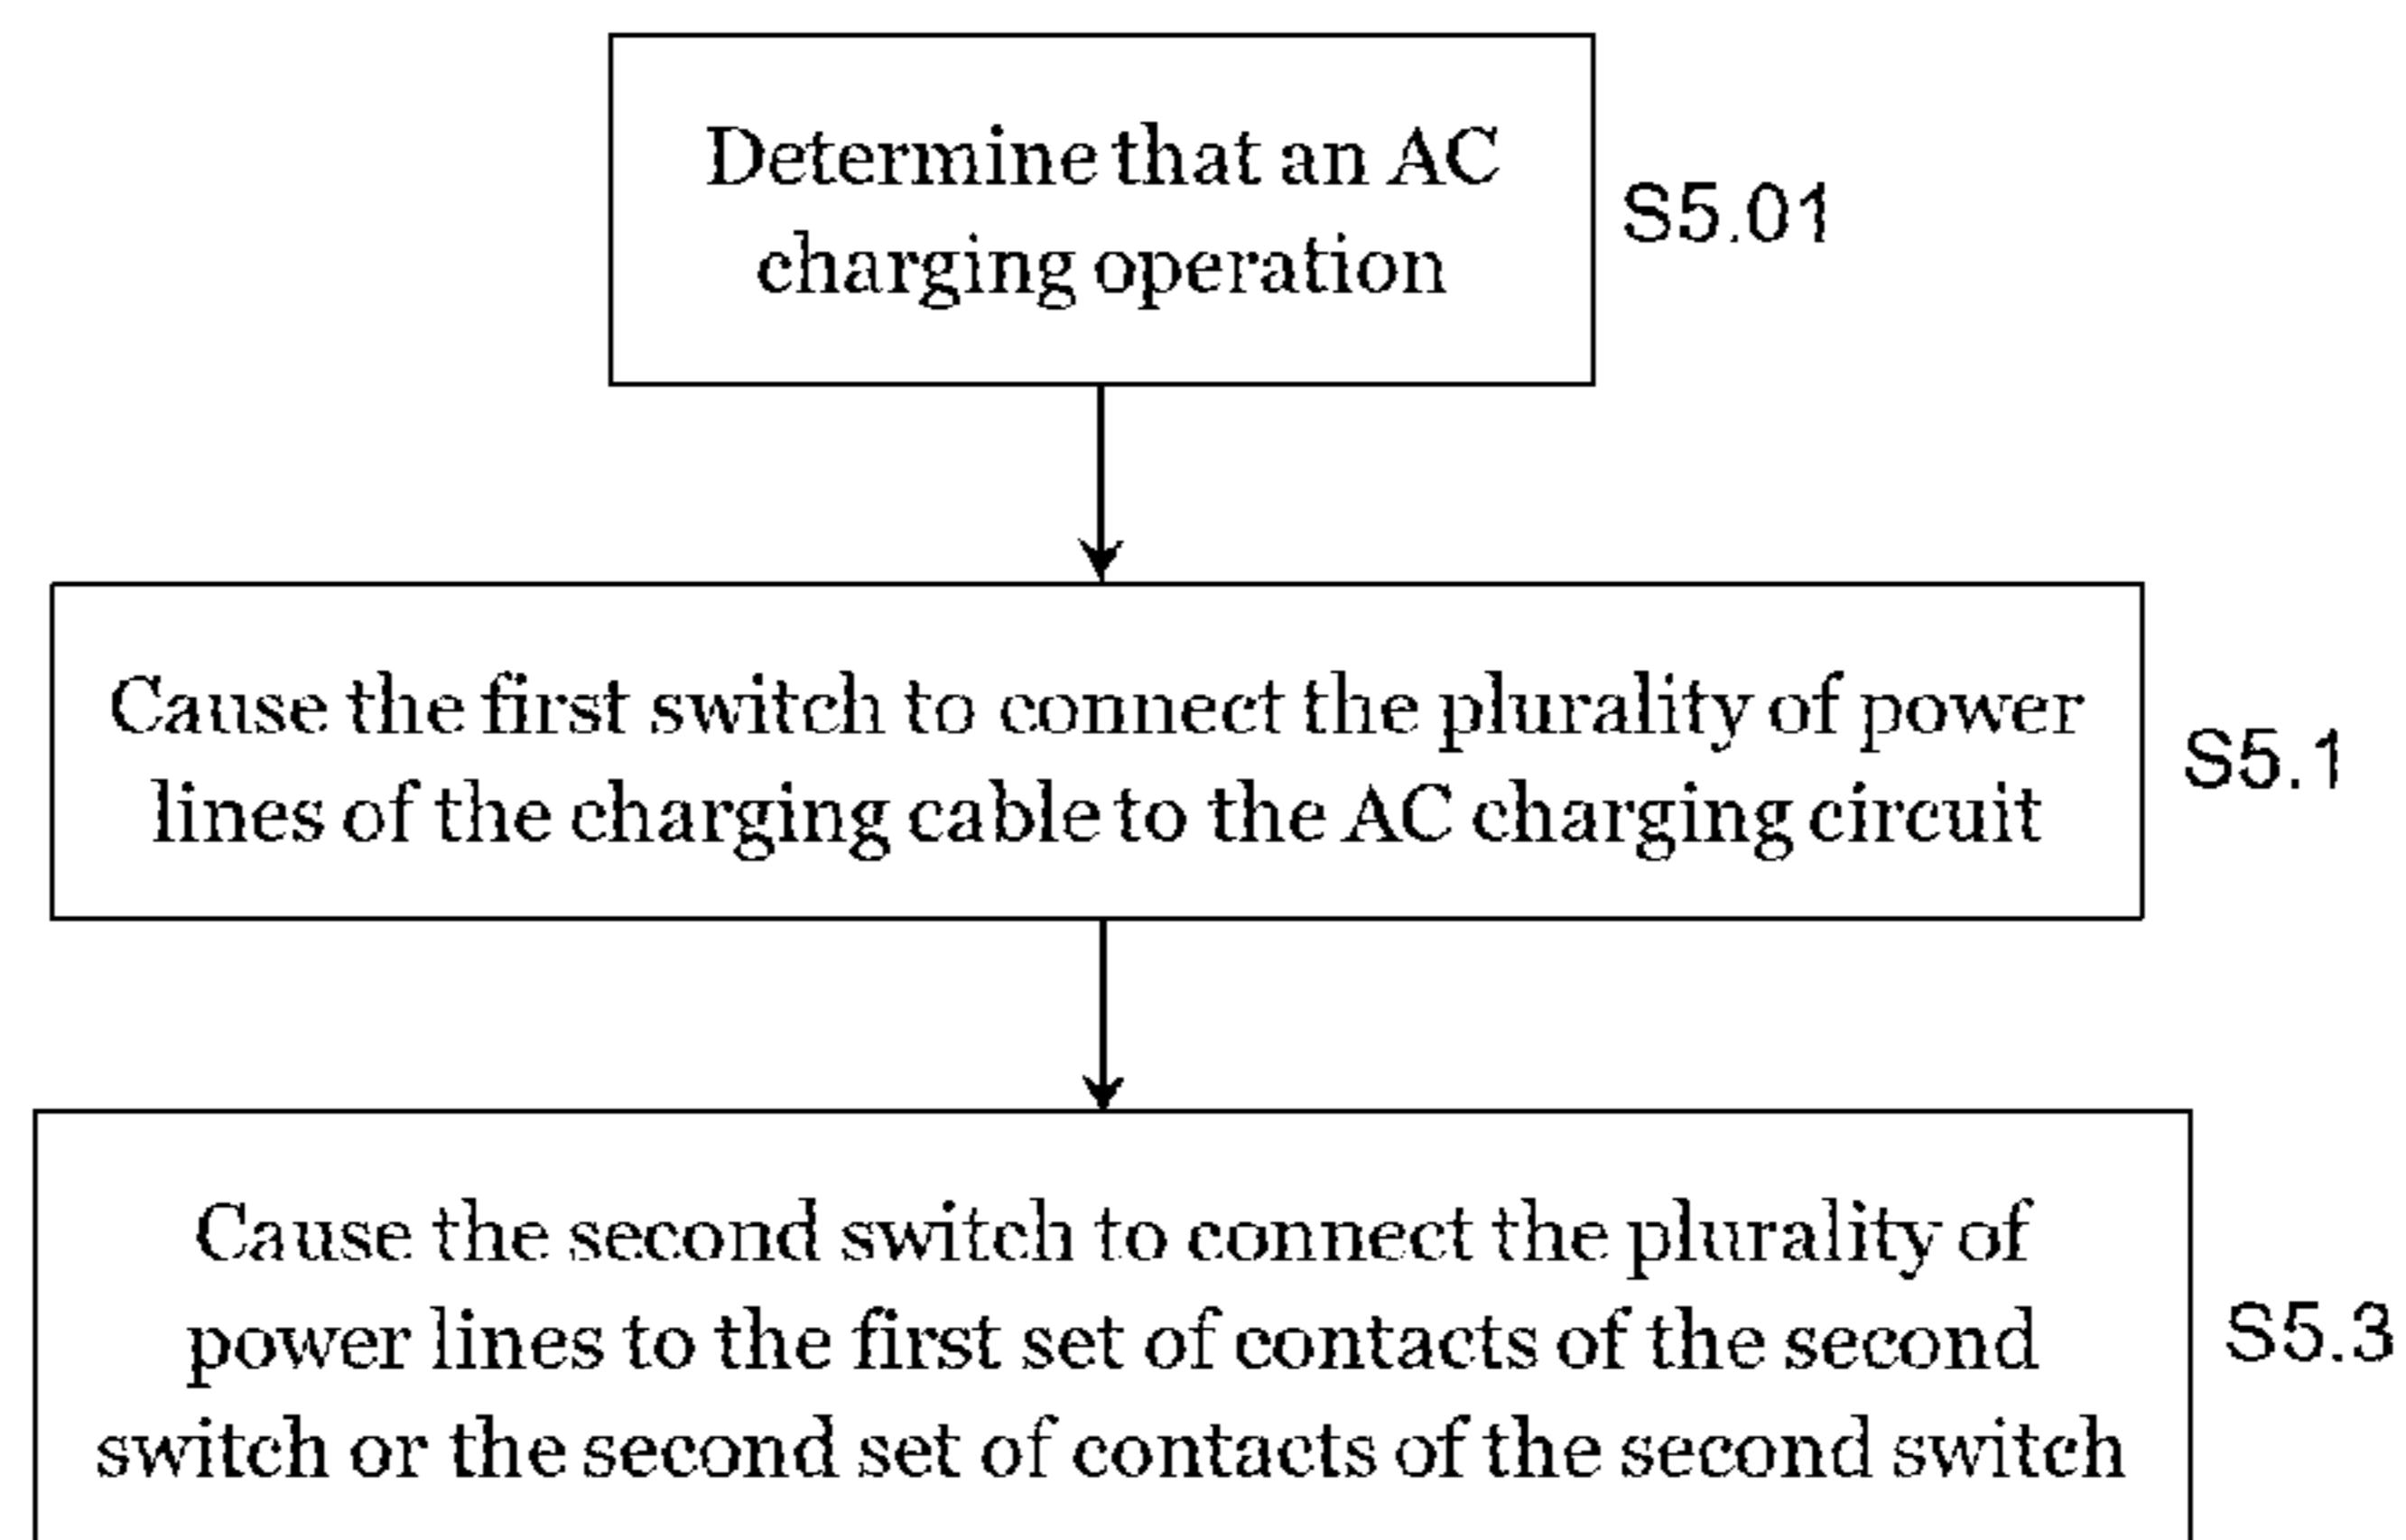 Determine that an AC
charging operation
S5.01
Cause the first switch to connect the plurality of power
lines of the charging cable to the AC charging circuit
S5.1
Cause the second switch to connect the plurality of
power lines to the first set of contacts of the second
switch or the second set of contacts of the second switch
S5.3